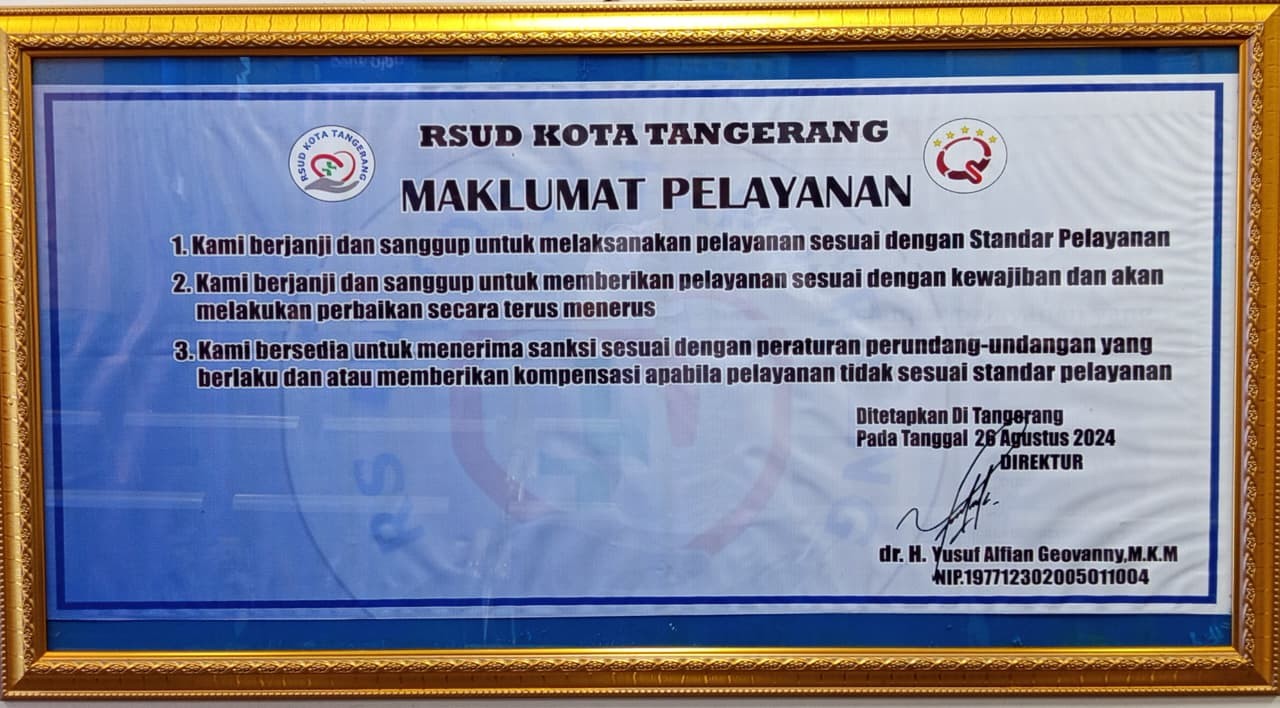 RSUD KOTA TANGERANG
RSUD KOTA TANGERANG
MAKLUMAT PELAYANAN
1. Kami berjanji dan sanggup untuk melaksanakan pelayanan sesuai dengan Standar Pelayanan
2. Kami berjanji dan sanggup untuk memberikan pelayanan sesuai dengan kewajiban dan akan
melakukan perbaikan secara terus menerus
3. Kami bersedia untuk menerima sanksi sesuai dengan peraturan perundang-undangan yang
berlaku dan atau memberikan kompensasi apabila pelayanan tidak sesuai standar pelayanan
Ditetapkan Di Tangerang
Pada Tanggal 26 Agustus 2024
DIREKTUR
dr. H. Yusuf Alfian Geovanny,M.K.M
NIP.197712302005011004